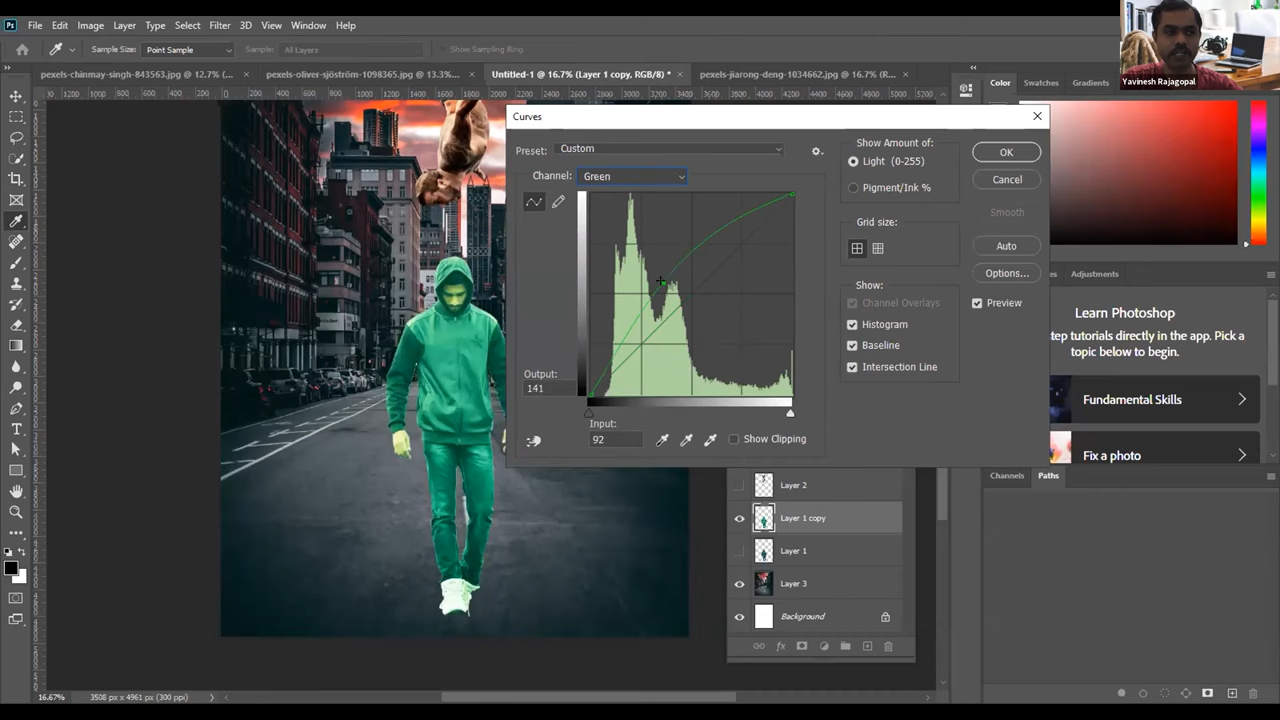 Ps File Edit Image Layer Type Select Filter 3D View Window Help
Sample Size: Point Sample Sample: All Layers Show Sampling Ring
Yavinesh Rajagopal
pexels-chinmay-singh-843563.jpg @ 12.7% (... × pexels-oliver-sjöström-1098365.jpg @ 13.3%... × Untitled-1 @ 16.7% (Layer 1 copy, RGB/8) * × pexels-jiarong-deng-1034662.jpg @ 16.7% (R... ×
Color Swatches Gradients
Curves
Preset: Custom
Channel: Green
Output:
141
Input:
92
Show Clipping
Show Amount of:
Light (0-255)
Pigment/Ink %
Grid size:
Show:
Channel Overlays
Histogram
Baseline
Intersection Line
OK
Cancel
Smooth
Auto
Options...
Preview
Adjustments
Learn Photoshop
step tutorials directly in the app. Pick a
topic below to begin.
Fundamental Skills
Fix a photo
Channels Paths
Layer 2
Layer 1 copy
Layer 1
Layer 3
Background
fx
16.67% 3508 px x 4961 px (300 ppi)